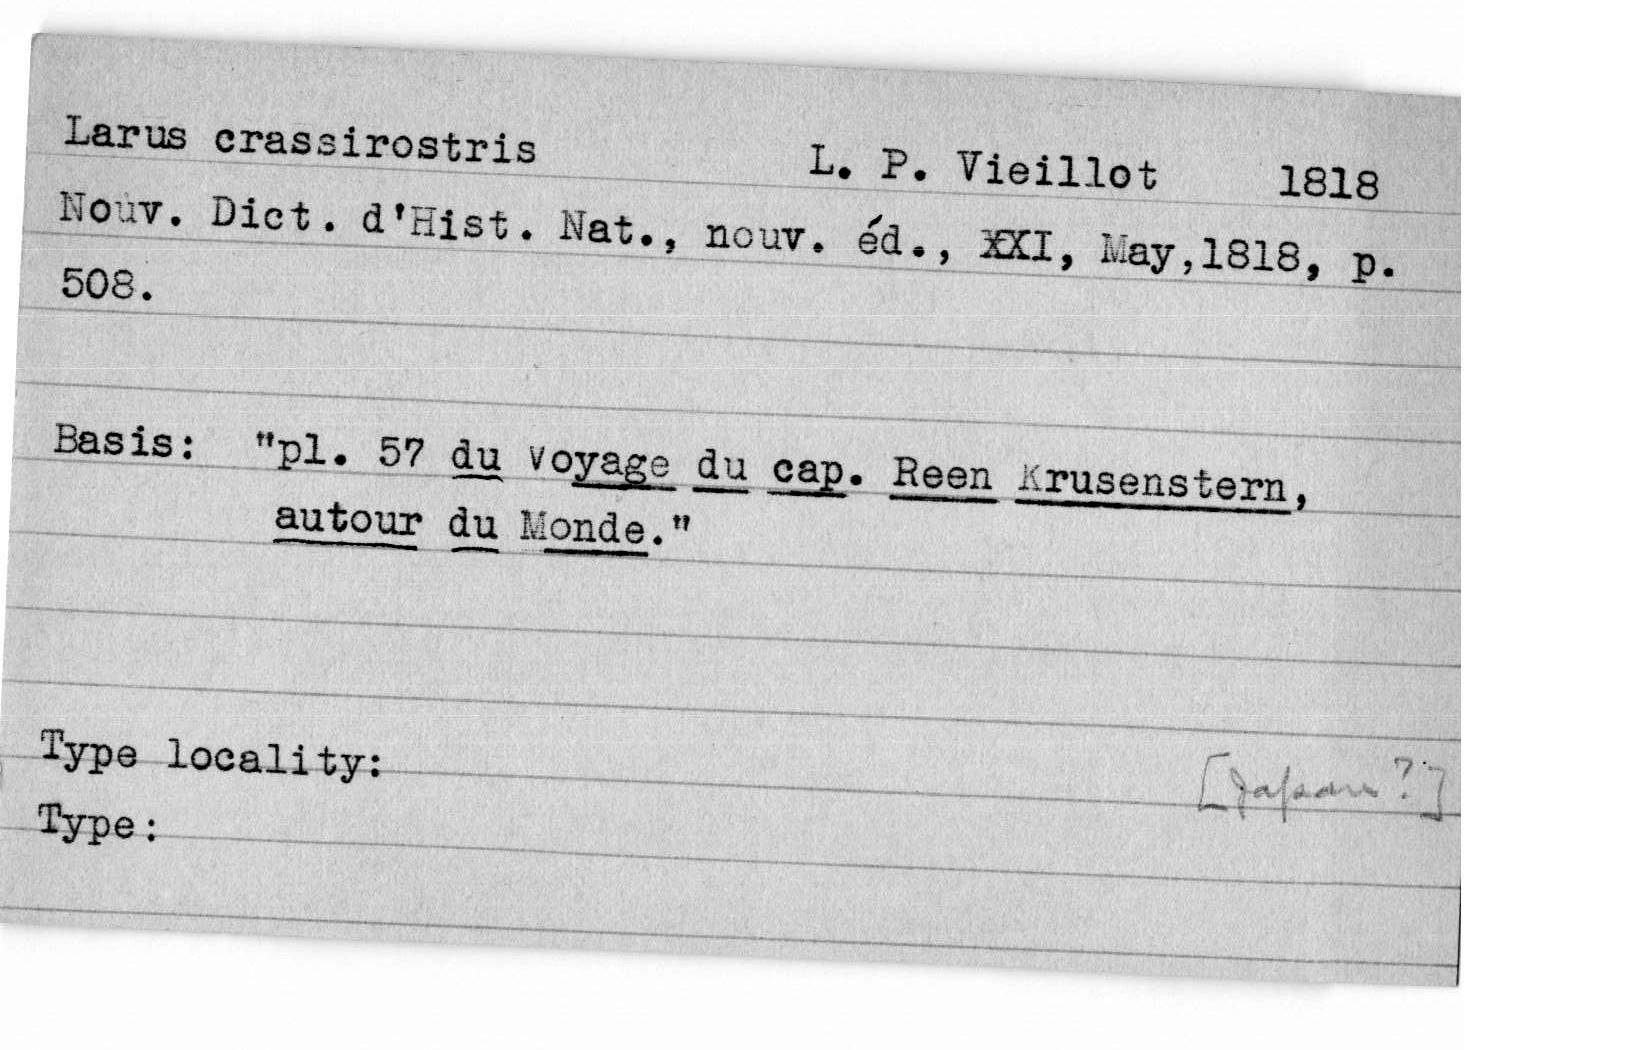 Larus crassirostris L. P. Vieillot 1818
Nouv. Dict. d'Hist. Nat., nouv. éd., XXI, May,1818, p.
508.
Basis: "pl. 57 du Voyage du cap. Reen Krusenstern,
autour du Monde."
Type locality: [Japan?]
Type: